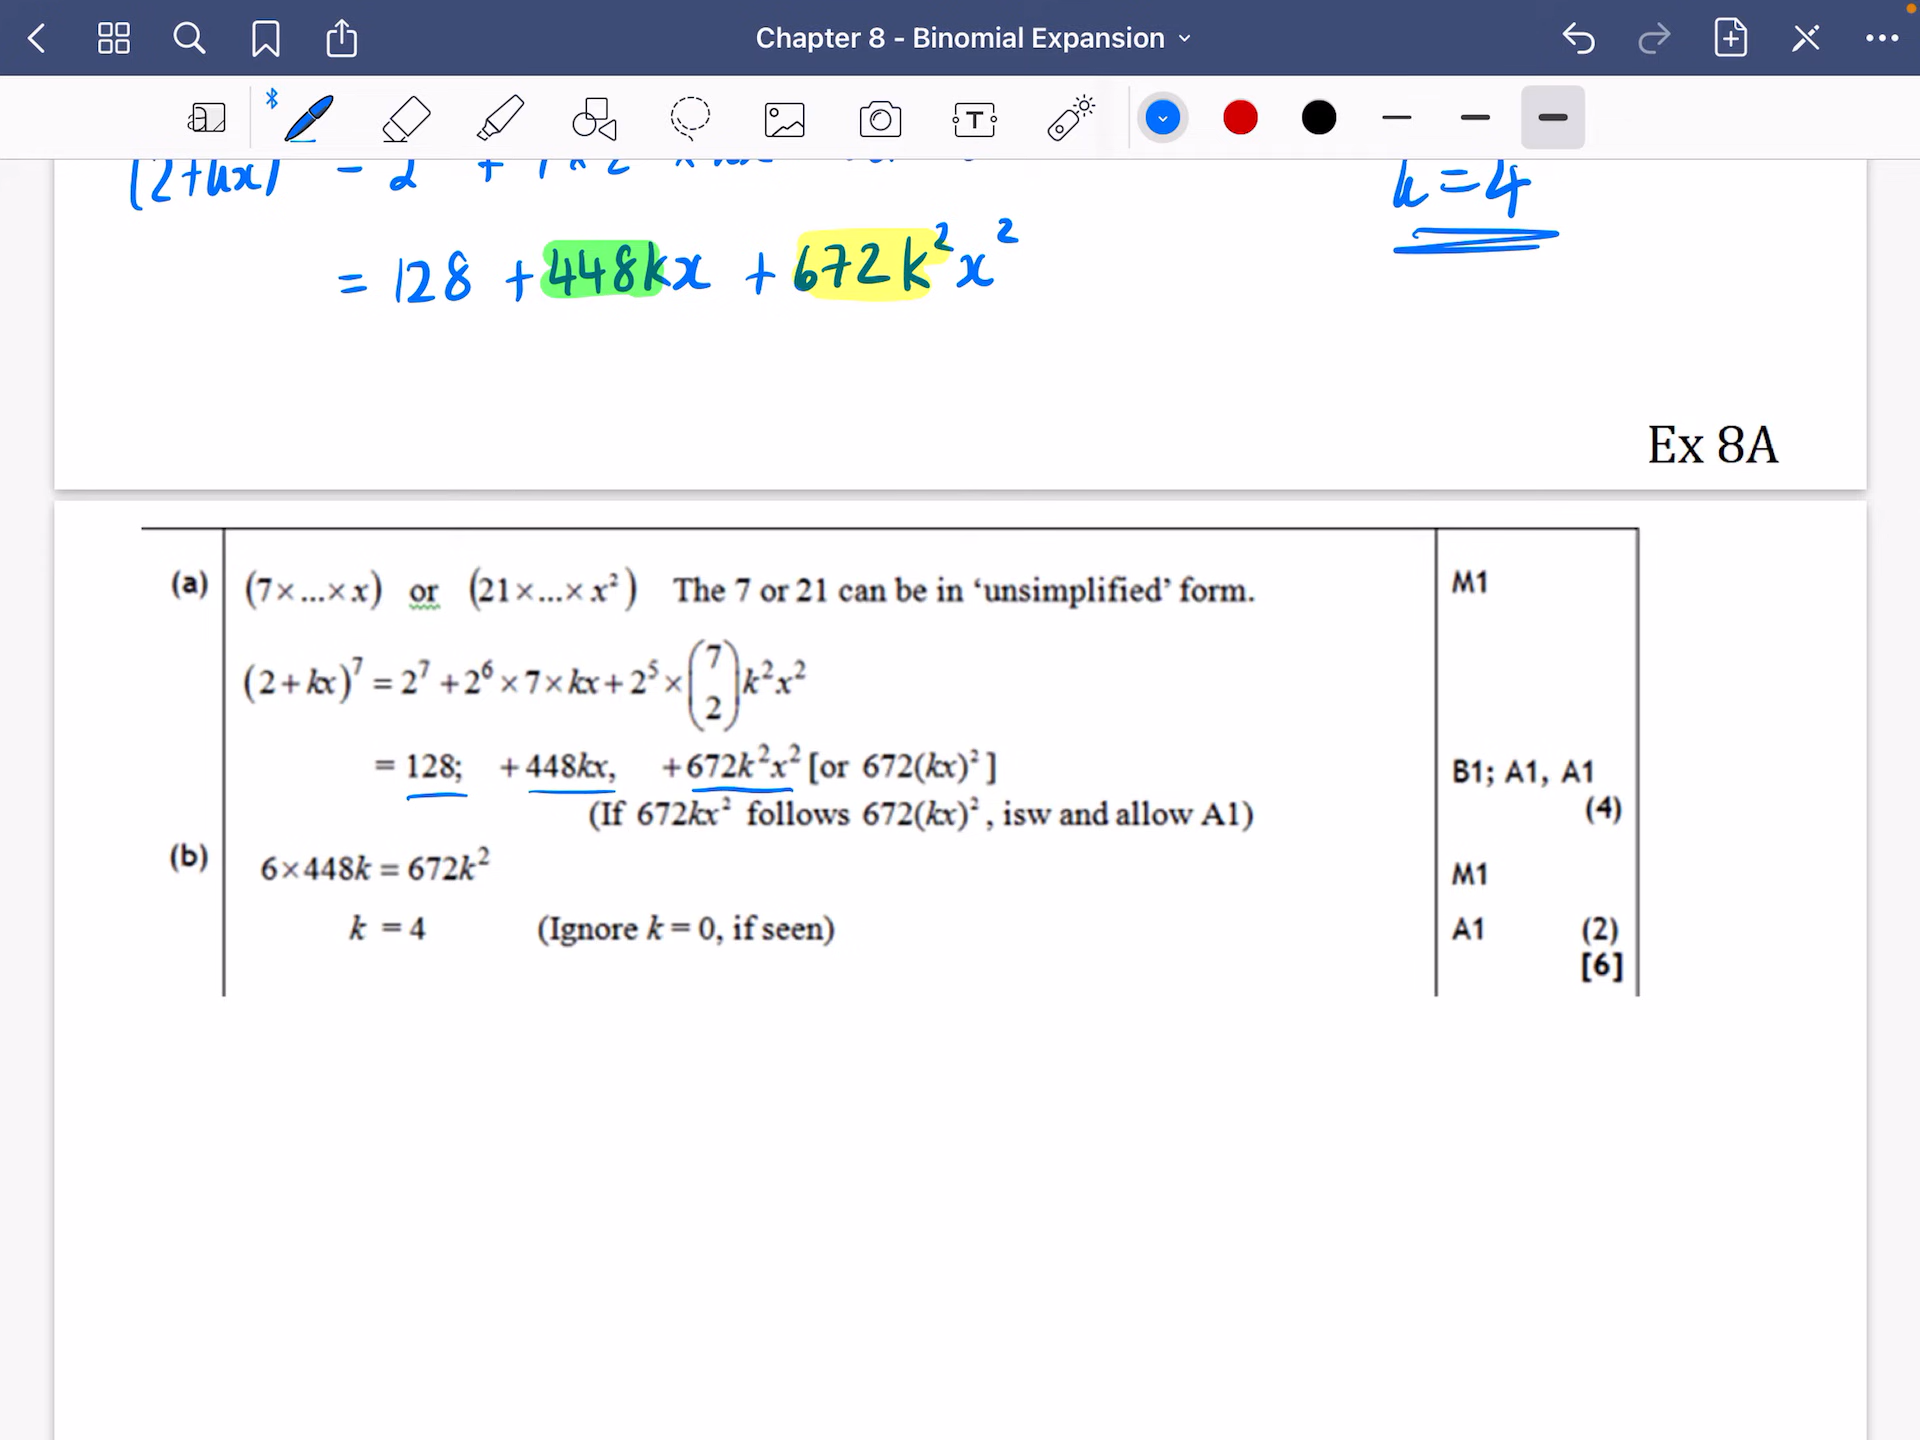 Chapter 8 - Binomial Expansion
T
k = 4
= 128 + 448kx + 672k²x²
Ex 8A
(a) (7×...×x) or (21×...×x²) The 7 or 21 can be in ‘unsimplified’ form. M1
(2+kx)⁷ = 2⁷ + 2⁶ × 7 × kx + 2⁵ × (7 2) k²x²
= 128; +448kx, +672k²x² [or 672(kx)²] B1; A1, A1
(If 672kx² follows 672(kx)², isw and allow A1) (4)
(b) 6×448k = 672k² M1
k = 4 (Ignore k = 0, if seen) A1 (2)
[6]